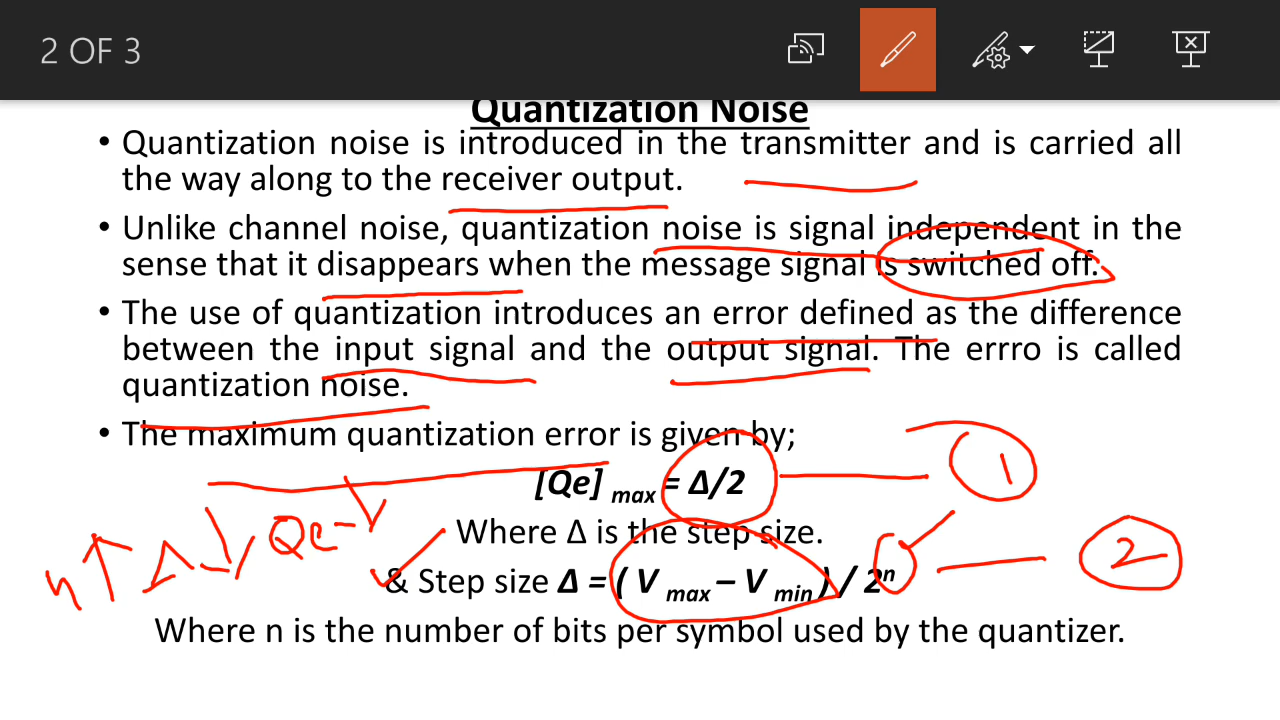 2 OF 3
Quantization Noise
• Quantization noise is introduced in the transmitter and is carried all
the way along to the receiver output.
• Unlike channel noise, quantization noise is signal independent in the
sense that it disappears when the message signal is switched off.
• The use of quantization introduces an error defined as the difference
between the input signal and the output signal. The errro is called
quantization noise.
• The maximum quantization error is given by;
[Qe] max = Δ/2 1
Where Δ is the step size.
n↑ Δ↓, Qe-↓
& Step size Δ = ( V max – V min ) / 2ⁿ 2
Where n is the number of bits per symbol used by the quantizer.